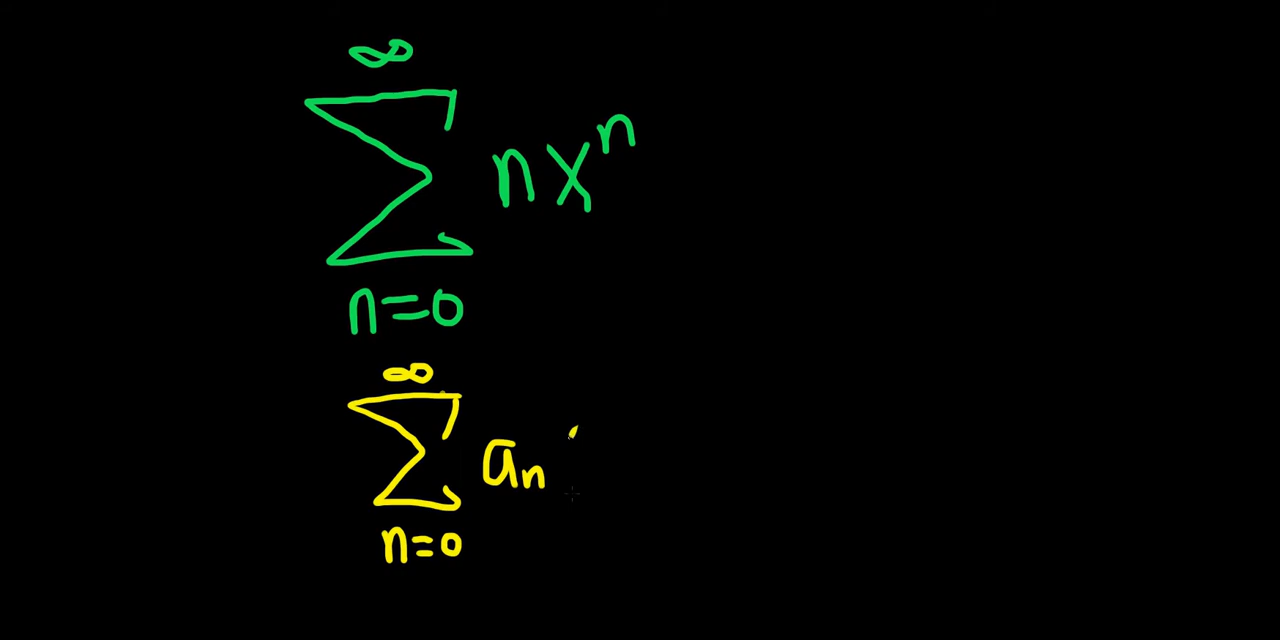 ∞
∑ nxⁿ
n=0
∞
∑ aₙ
n=0